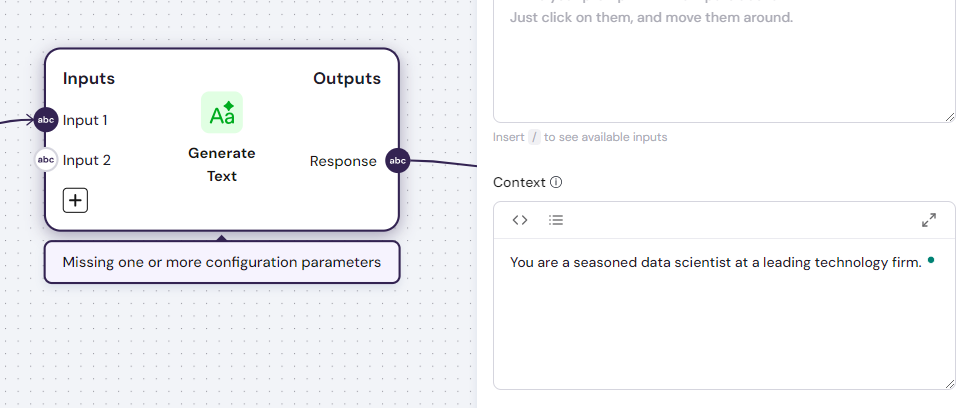 Inputs
Outputs
abc
Input 1
Aa
abc
Input 2
Generate
Text
Response
abc
Missing one or more configuration parameters
Just click on them, and move them around.
Insert / to see available inputs
Context
You are a seasoned data scientist at a leading technology firm.